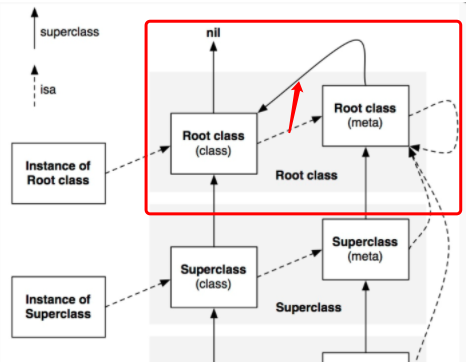 superclass
isa
nil
Root class
(class)
Root class
(meta)
Instance of
Root class
Root class
Superclass
(class)
Superclass
(meta)
Instance of
Superclass
Superclass